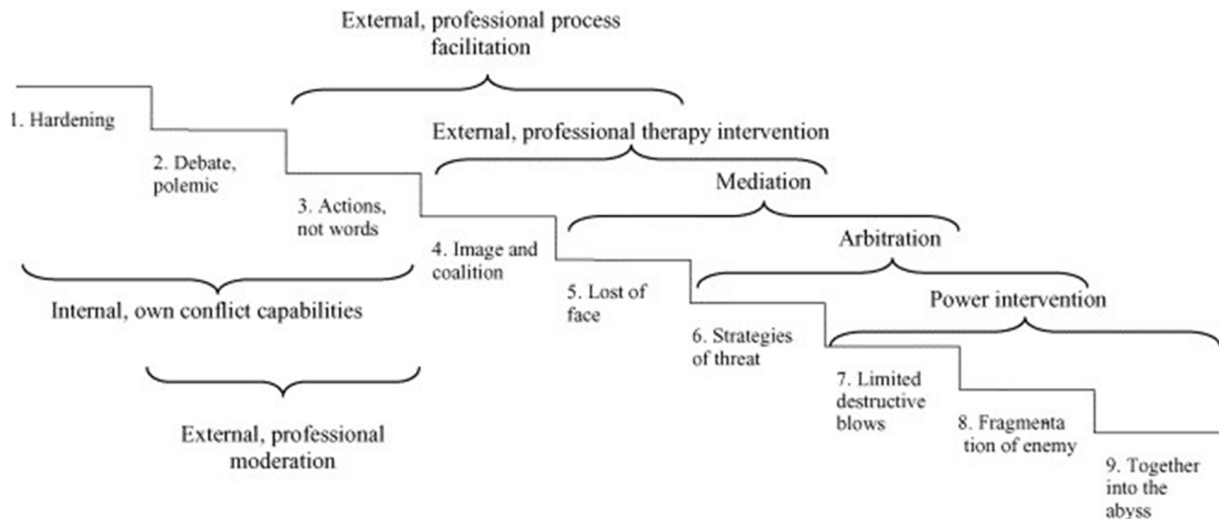 External, professional process
facilitation
1. Hardening
External, professional therapy intervention
2. Debate,
polemic
Mediation
3. Actions,
not words
Arbitration
4. Image and
coalition
Internal, own conflict capabilities
5. Lost of
face
Power intervention
6. Strategies
of threat
7. Limited
destructive
blows
External, professional
moderation
8. Fragmenta
tion of enemy
9. Together
into the
abyss